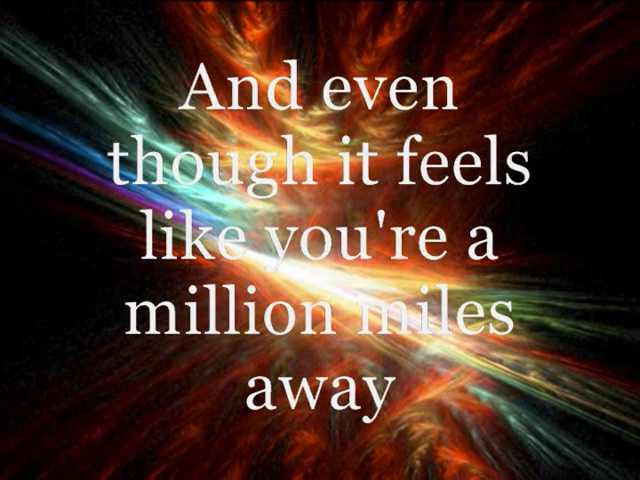 And even
though it feels
like you're a
million miles
away